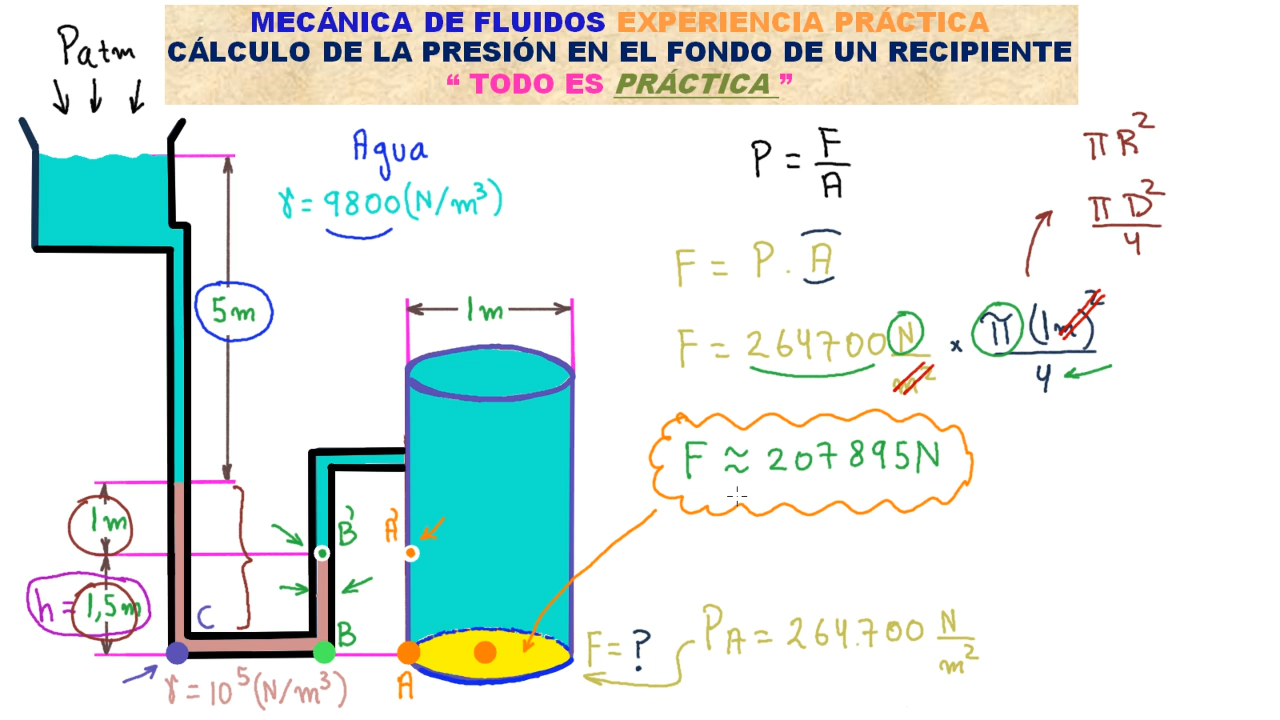 MECÁNICA DE FLUIDOS EXPERIENCIA PRÁCTICA
CÁLCULO DE LA PRESIÓN EN EL FONDO DE UN RECIPIENTE
“ TODO ES PRÁCTICA ”
Patm
Agua
γ = 9800 (N/m³)
5m
1m
1m
h = 1,5m
C
B'
A'
B
A
γ = 10⁵ (N/m³)
P = F/A
πR²
πD²/4
F = P . A
F = 264700 N/m² × π (1m)²/4
F ≈ 207895N
F = ?
PA = 264.700 N/m²